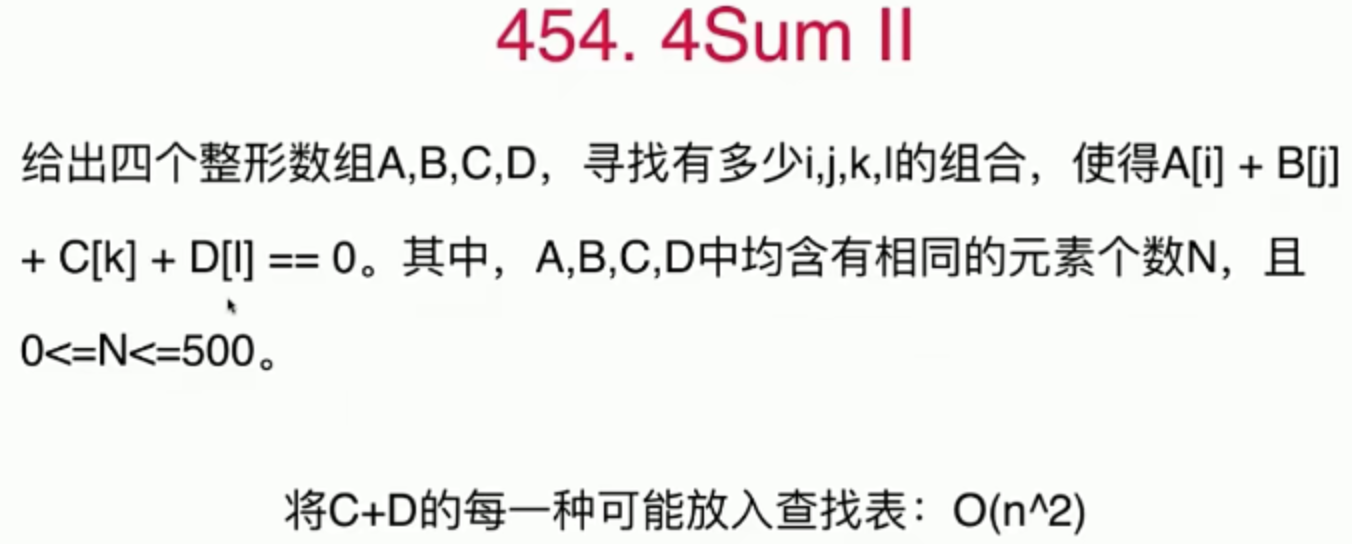 454. 4Sum II
给出四个整形数组A,B,C,D，寻找有多少i,j,k,l的组合，使得A[i] + B[j]
+ C[k] + D[l] == 0。其中，A,B,C,D中均含有相同的元素个数N，且
0<=N<=500。
将C+D的每一种可能放入查找表：O(n^2)